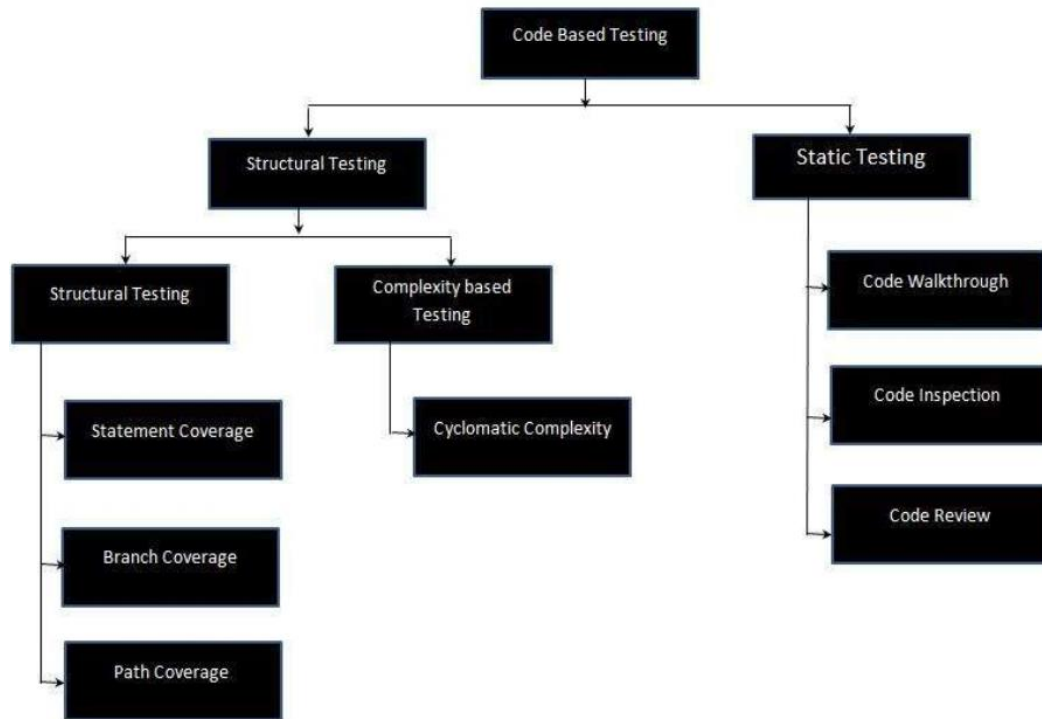 Code Based Testing
Structural Testing
Static Testing
Structural Testing
Complexity based
Testing
Code Walkthrough
Code Inspection
Statement Coverage
Cyclomatic Complexity
Code Review
Branch Coverage
Path Coverage